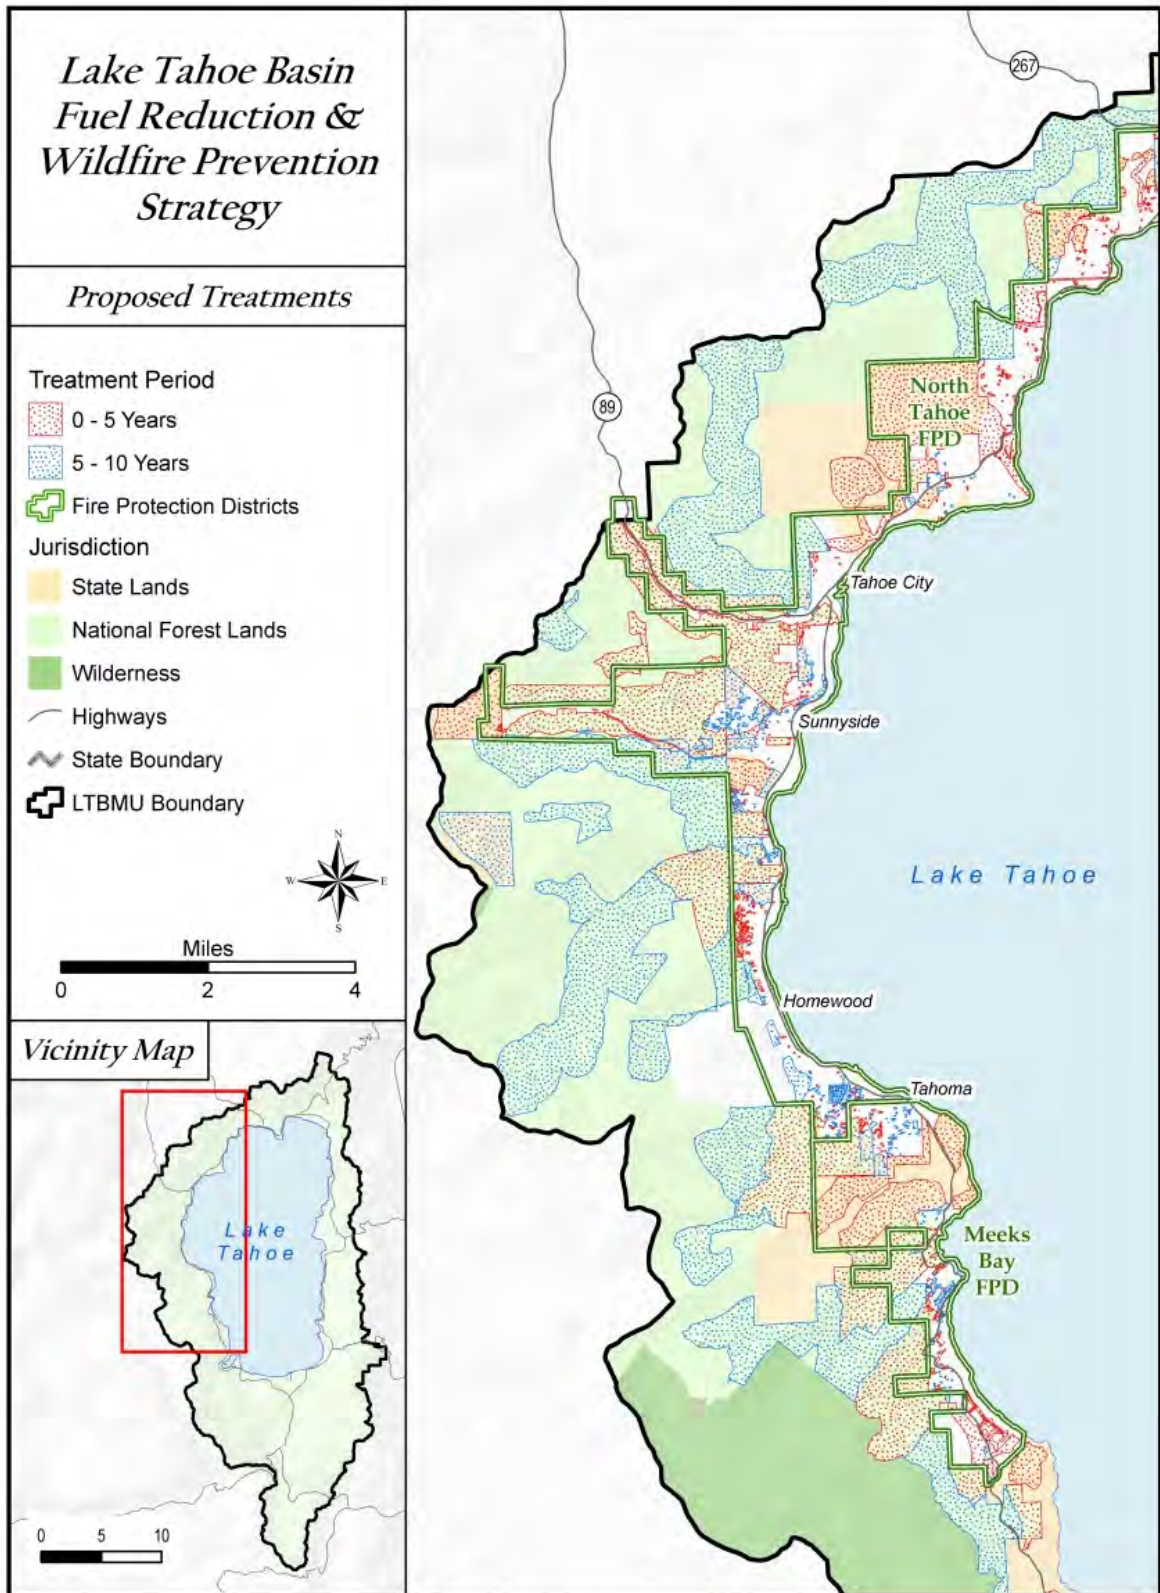 Lake Tahoe Basin
Fuel Reduction &
Wildfire Prevention
Strategy
Proposed Treatments
Treatment Period
0 - 5 Years
5 - 10 Years
Fire Protection Districts
Jurisdiction
State Lands
National Forest Lands
Wilderness
Highways
State Boundary
LTBMU Boundary
N
W E
S
Miles
0 2 4
Vicinity Map
Lake
Tahoe
0 5 10
267
89
North
Tahoe
FPD
Tahoe City
Sunnyside
Lake Tahoe
Homewood
Tahoma
Meeks
Bay
FPD